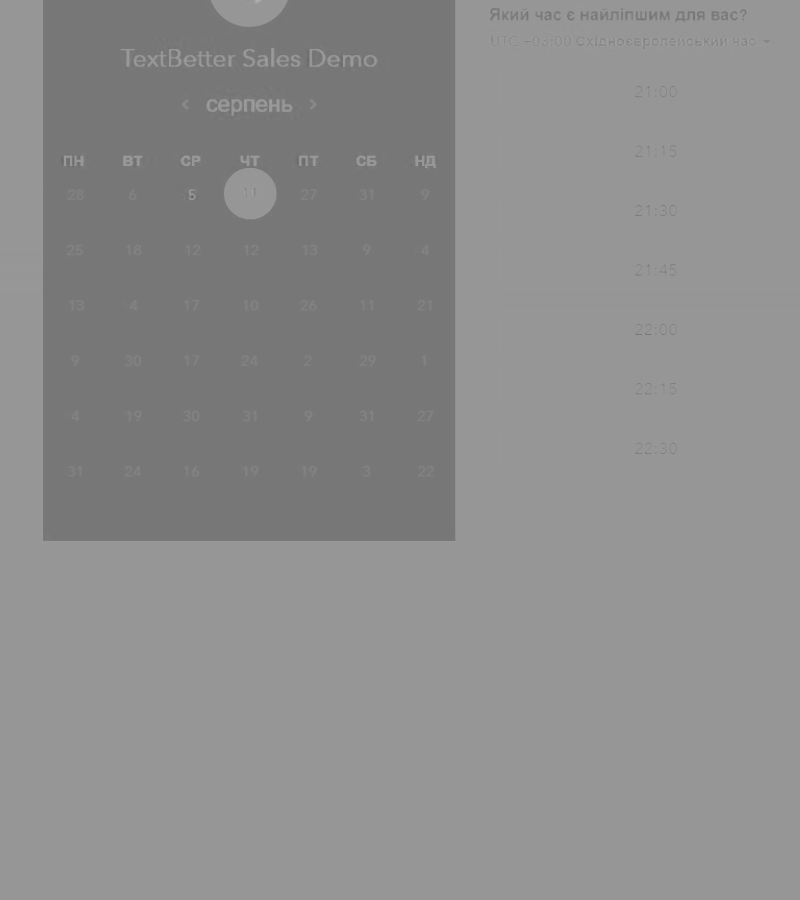 TextBetter Sales Demo
‹ серпень ›
ПН ВТ СР ЧТ ПТ СБ НД
28 6 5 11 27 31 9
25 18 12 12 13 9 4
13 4 17 10 26 11 21
9 30 17 24 2 29 1
4 19 30 31 9 31 27
31 24 16 19 19 3 22
Який час є найліпшим для вас?
UTC +03:00 Східноєвропейський час
21:00
21:15
21:30
21:45
22:00
22:15
22:30